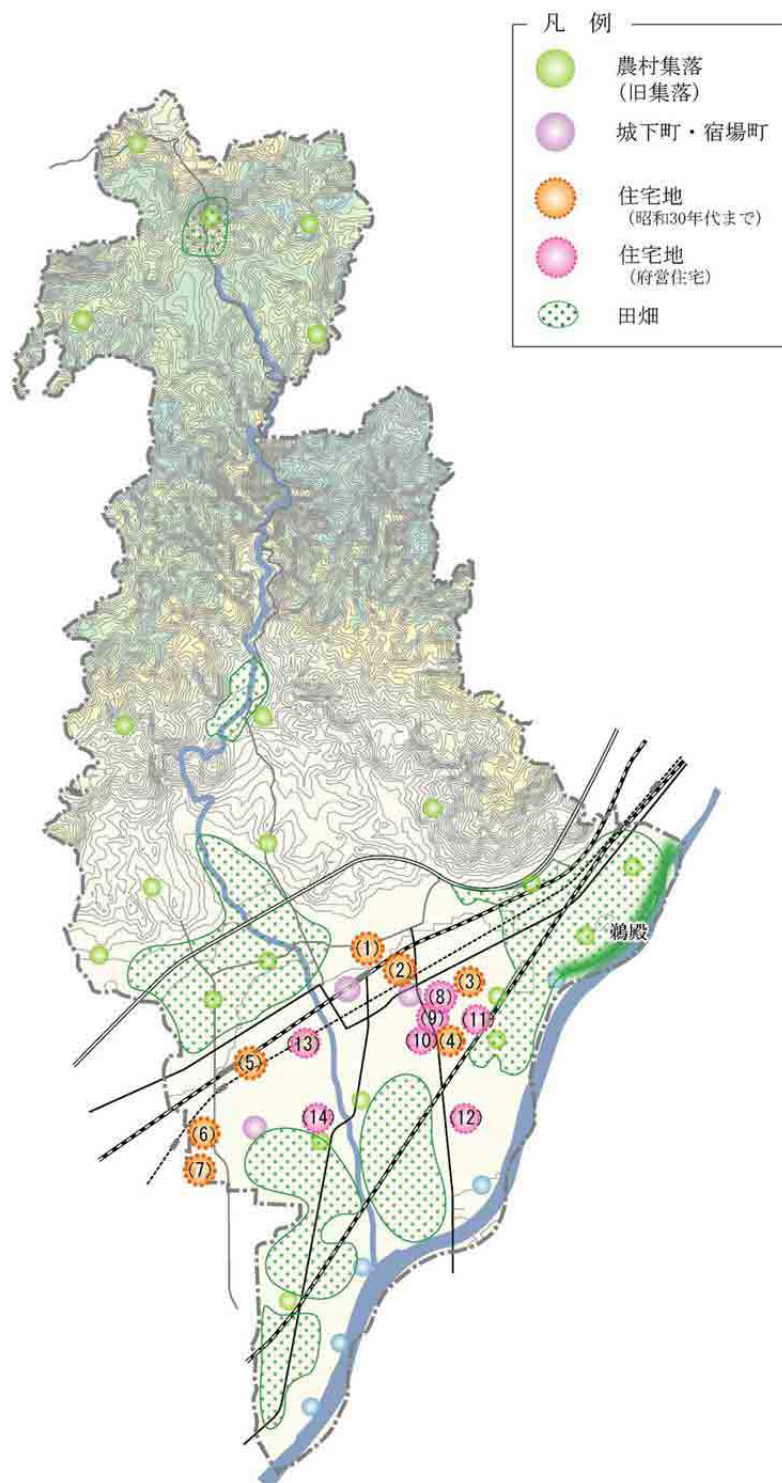 凡 例
農村集落
(旧集落)
城下町・宿場町
住宅地
(昭和30年代まで)
住宅地
(府営住宅)
田畑
鵜殿
(1)
(2)
(3)
(8)
(9)
(11)
(10)
(4)
(13)
(5)
(14)
(12)
(6)
(7)